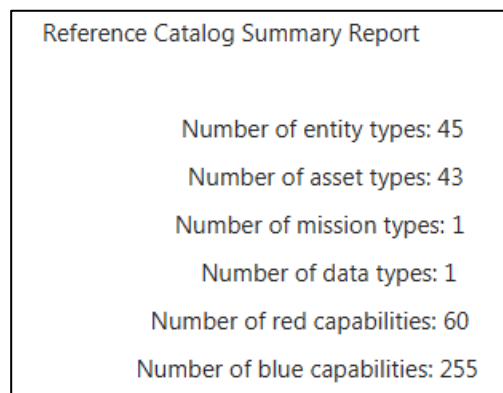 Reference Catalog Summary Report
Number of entity types: 45
Number of asset types: 43
Number of mission types: 1
Number of data types: 1
Number of red capabilities: 60
Number of blue capabilities: 255